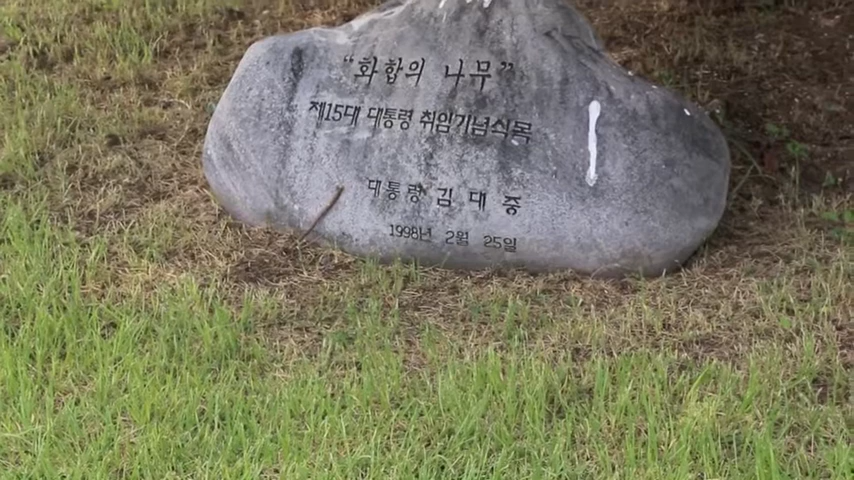 “화합의 나무”
제15대 대통령 취임기념식목
대통령 김대중
1998년 2월 25일